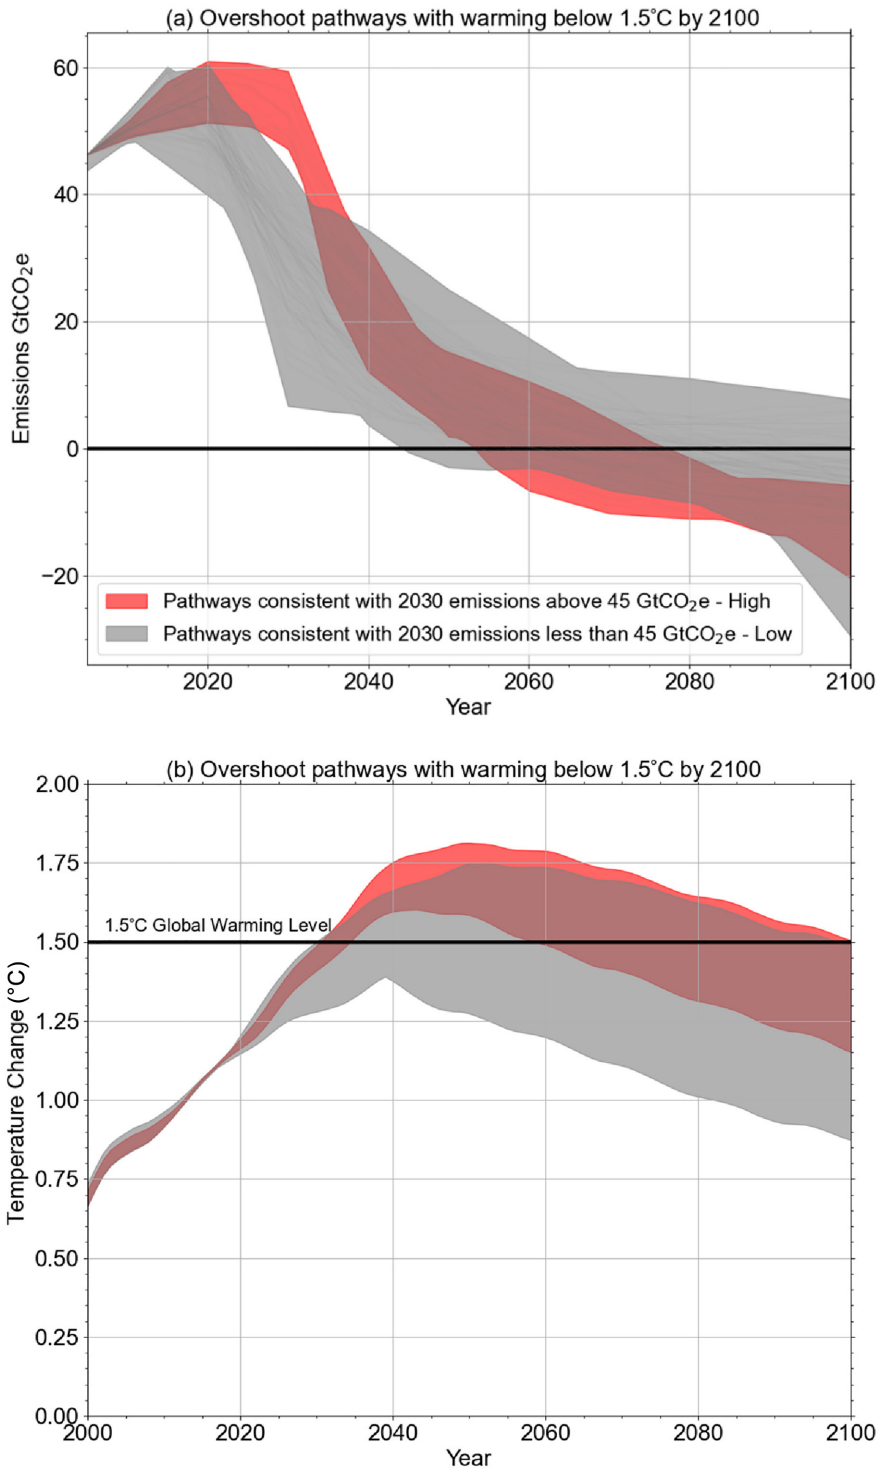 (a) Overshoot pathways with warming below 1.5°C by 2100
60
40
20
0
−20
Emissions GtCO₂e
Pathways consistent with 2030 emissions above 45 GtCO₂e - High
Pathways consistent with 2030 emissions less than 45 GtCO₂e - Low
2020 2040 2060 2080 2100
Year
(b) Overshoot pathways with warming below 1.5°C by 2100
2.00
1.75
1.50
1.25
1.00
0.75
0.50
0.25
0.00
Temperature Change (°C)
1.5°C Global Warming Level
2000 2020 2040 2060 2080 2100
Year